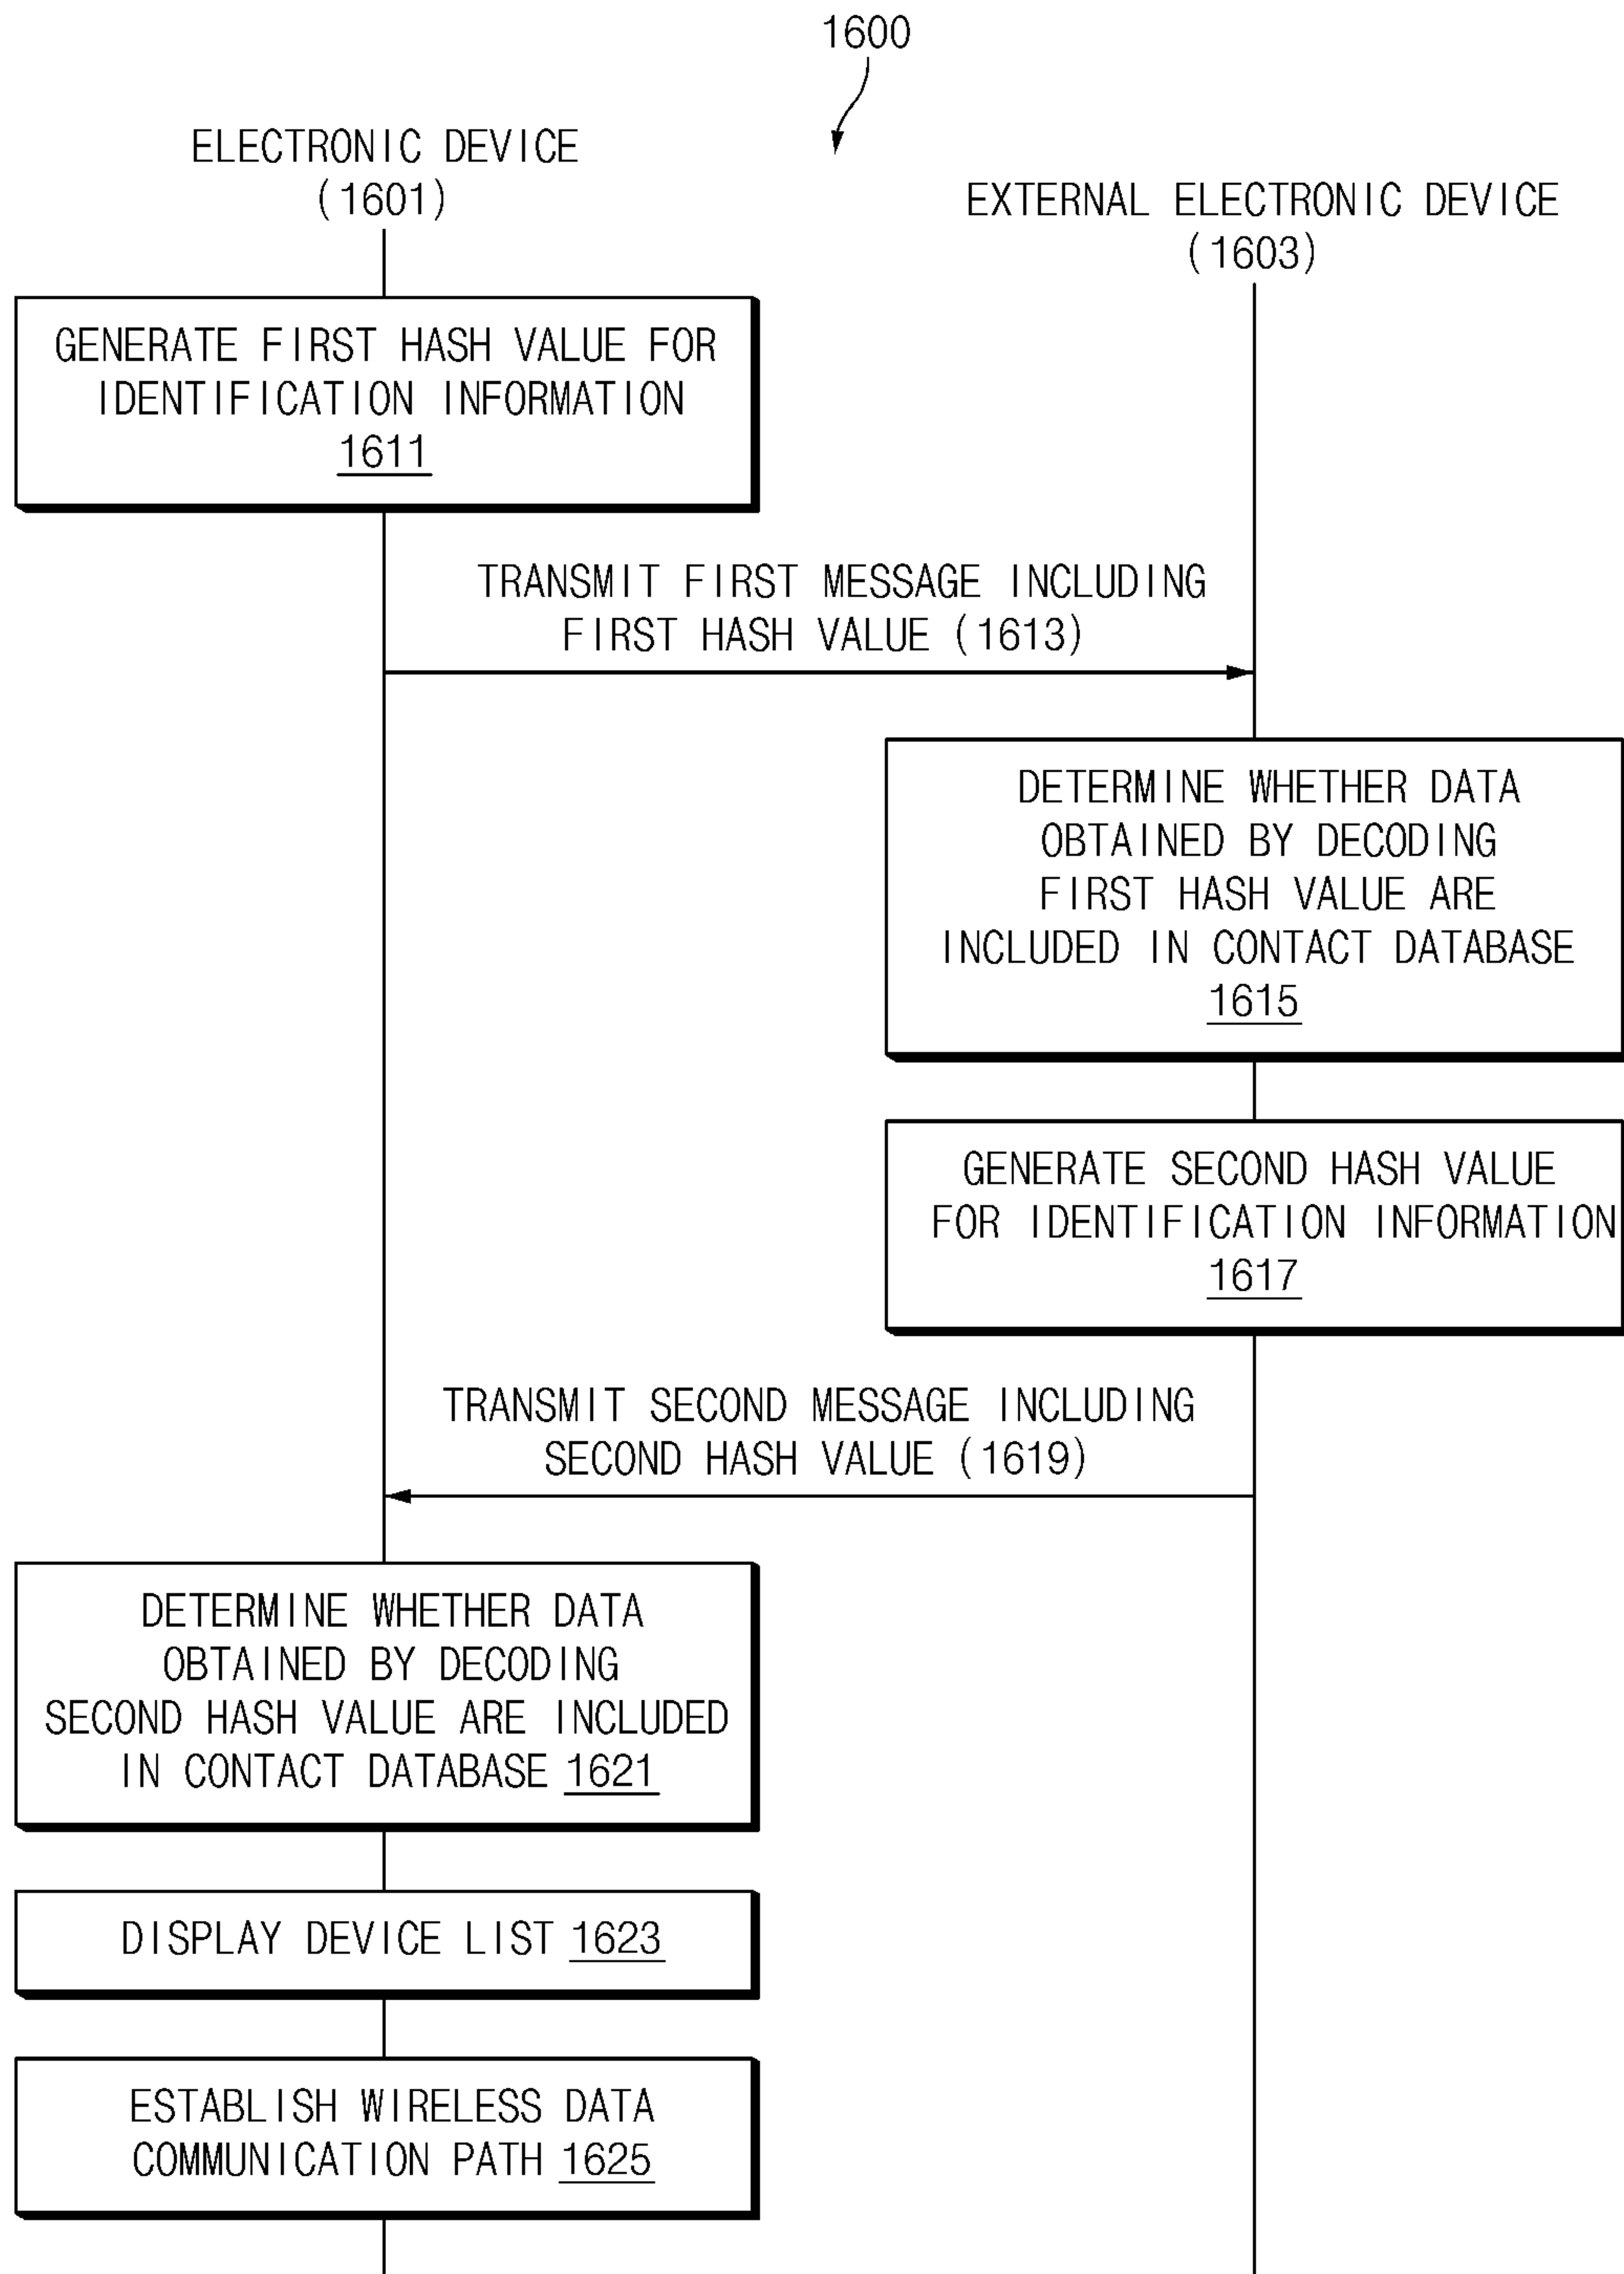 1600
ELECTRONIC DEVICE
(1601)
EXTERNAL ELECTRONIC DEVICE
(1603)
GENERATE FIRST HASH VALUE FOR
IDENTIFICATION INFORMATION
1611
TRANSMIT FIRST MESSAGE INCLUDING
FIRST HASH VALUE (1613)
DETERMINE WHETHER DATA
OBTAINED BY DECODING
FIRST HASH VALUE ARE
INCLUDED IN CONTACT DATABASE
1615
GENERATE SECOND HASH VALUE
FOR IDENTIFICATION INFORMATION
1617
TRANSMIT SECOND MESSAGE INCLUDING
SECOND HASH VALUE (1619)
DETERMINE WHETHER DATA
OBTAINED BY DECODING
SECOND HASH VALUE ARE INCLUDED
IN CONTACT DATABASE 1621
DISPLAY DEVICE LIST 1623
ESTABLISH WIRELESS DATA
COMMUNICATION PATH 1625